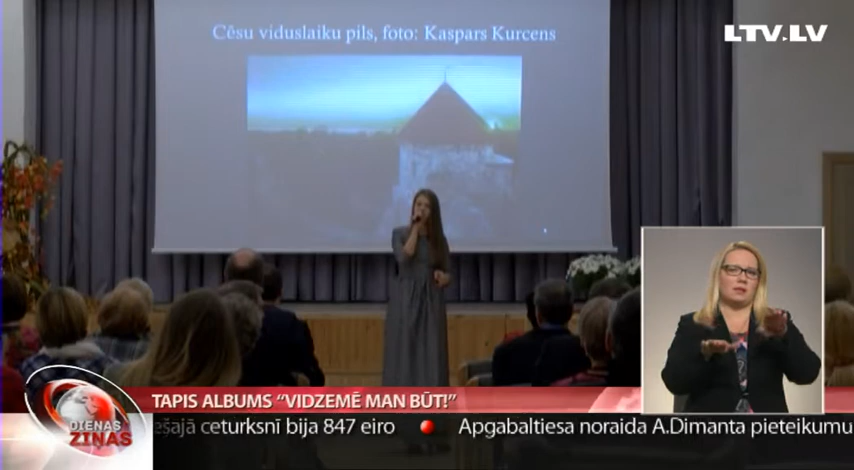 Cēsu viduslaiku pils, foto: Kaspars Kurcens
LTV.LV
TAPIS ALBUMS "VIDZEMĒ MAN BŪT!"
DIENAS
ZIŅAS
ešajā ceturksnī bija 847 eiro ● Apgabaltiesa noraida A.Dimanta pieteikumu